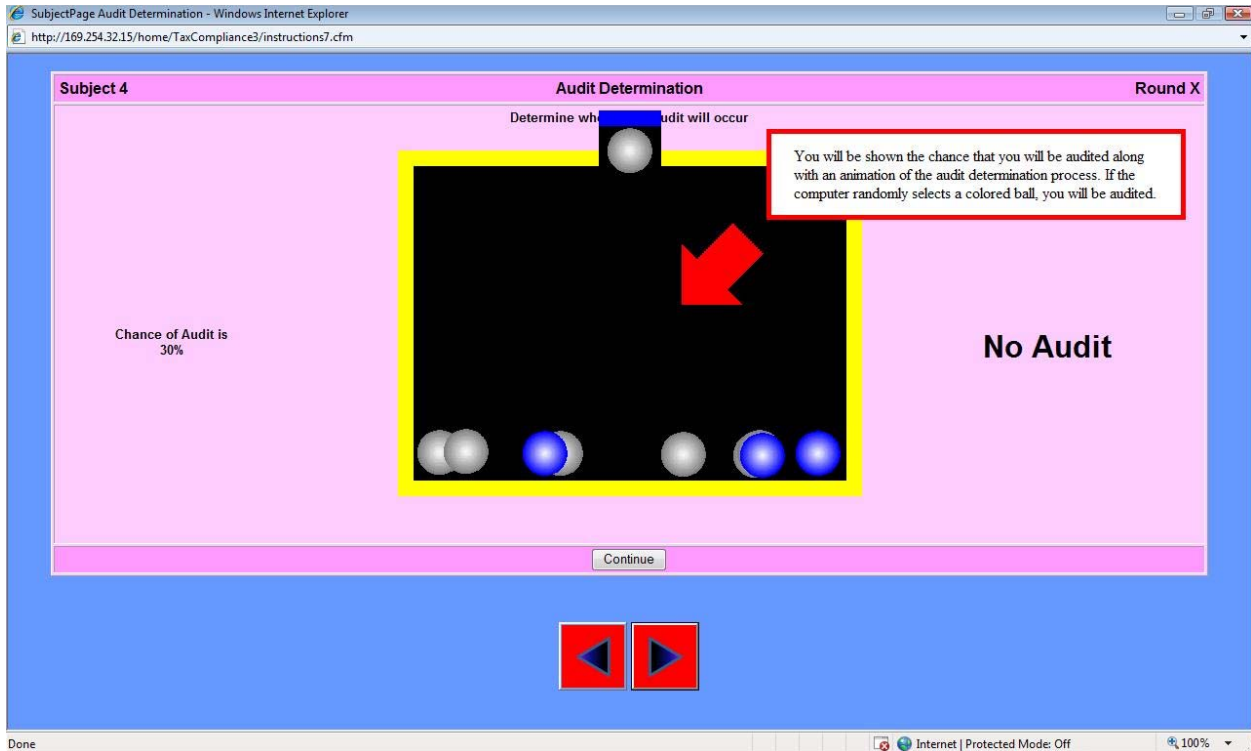 SubjectPage Audit Determination - Windows Internet Explorer
http://169.254.32.15/home/TaxCompliance3/instructions7.cfm
Subject 4
Audit Determination
Round X
Determine wh udit will occur
You will be shown the chance that you will be audited along
with an animation of the audit determination process. If the
computer randomly selects a colored ball, you will be audited.
Chance of Audit is
30%
No Audit
Continue
Done
Internet | Protected Mode: Off
100%